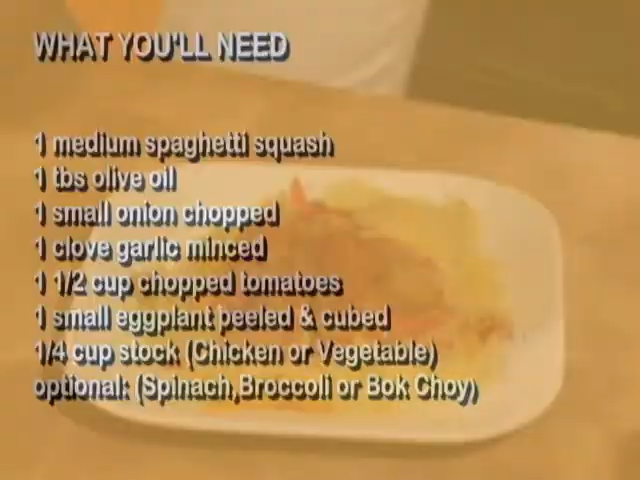 WHAT YOU'LL NEED
1 medium spaghetti squash
1 tbs olive oil
1 small onion chopped
1 clove garlic minced
1 1/2 cup chopped tomatoes
1 small eggplant peeled & cubed
1/4 cup stock (Chicken or Vegetable)
optional: (Spinach,Broccoli or Bok Choy)